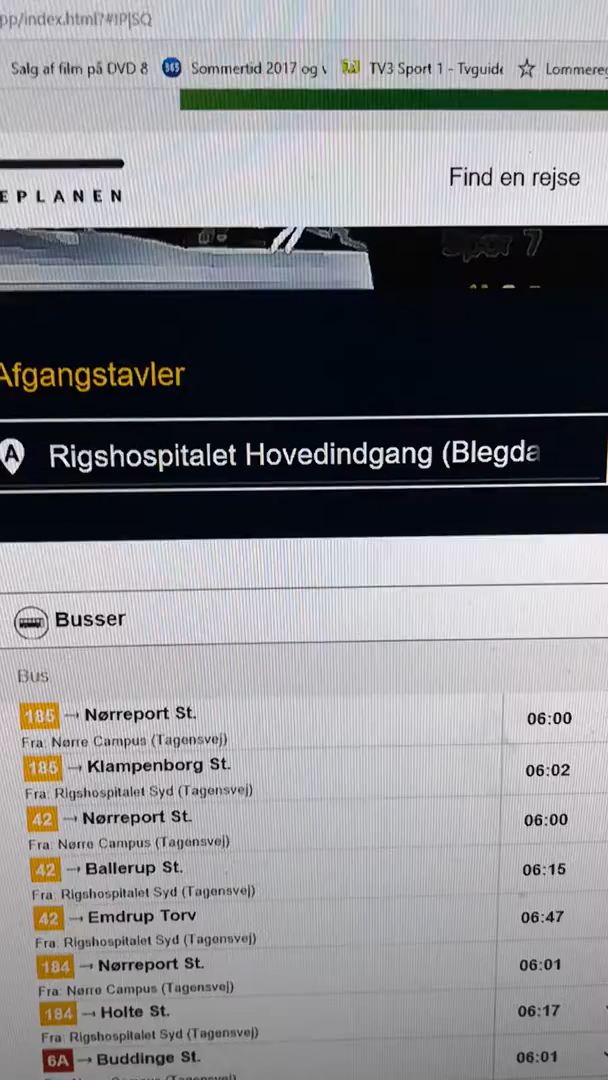 pp/index.html?#!P|SQ
Salg af film på DVD 8 365 Sommertid 2017 og v TV3 Sport 1 - Tvguide Lommereg
EPLANEN
Find en rejse
Spor 7
Afgangstavler
A Rigshospitalet Hovedindgang (Blegda
Busser
Bus
185 → Nørreport St. 06:00
Fra: Nørre Campus (Tagensvej)
185 → Klampenborg St. 06:02
Fra: Rigshospitalet Syd (Tagensvej)
42 → Nørreport St. 06:00
Fra: Nørre Campus (Tagensvej)
42 → Ballerup St. 06:15
Fra: Rigshospitalet Syd (Tagensvej)
42 → Emdrup Torv 06:47
Fra: Rigshospitalet Syd (Tagensvej)
184 → Nørreport St. 06:01
Fra: Nørre Campus (Tagensvej)
184 → Holte St. 06:17
Fra: Rigshospitalet Syd (Tagensvej)
6A → Buddinge St. 06:01